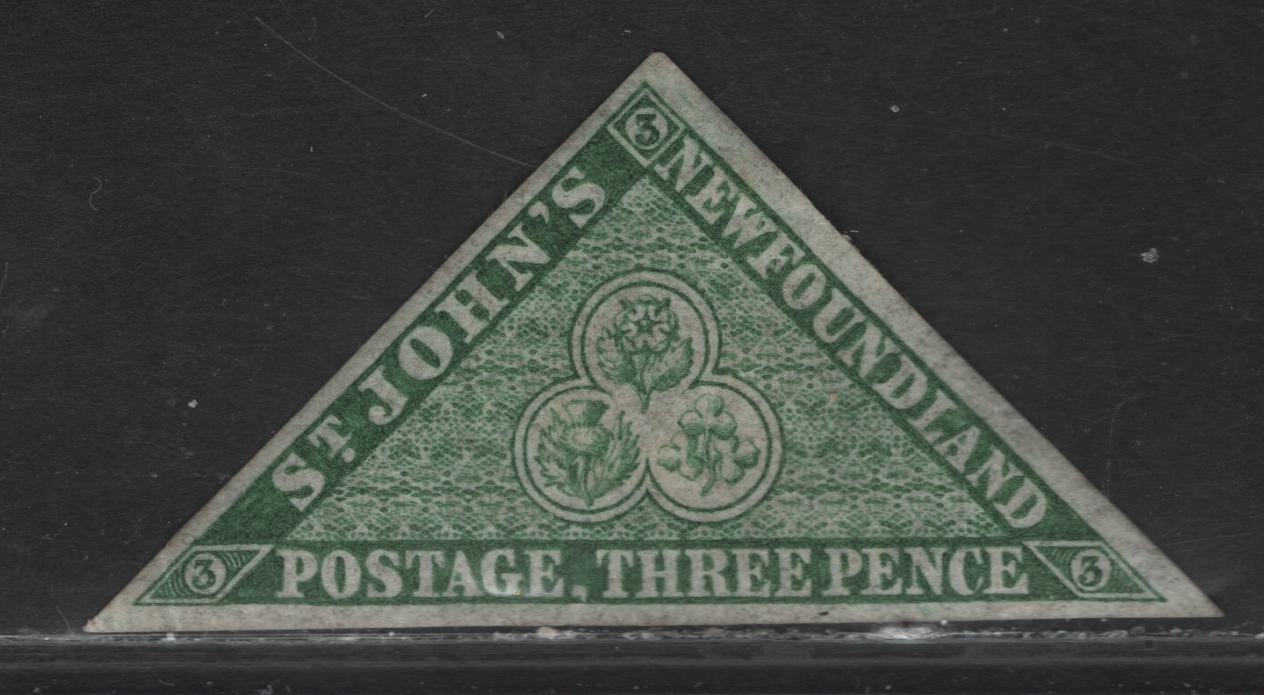 3
ST. JOHN'S
NEWFOUNDLAND
3
POSTAGE, THREE PENCE
3